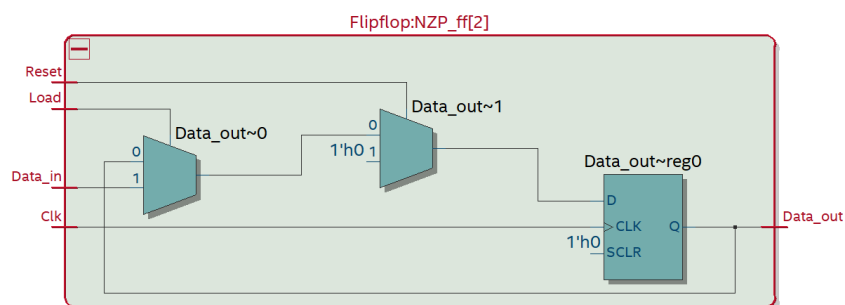 Flipflop:NZP_ff[2]
Reset
Load
Data_out~1
Data_out~0
0
1'h0 1
0
1
Data_in
Data_out~reg0
D
Clk
CLK Q
Data_out
1'h0
SCLR